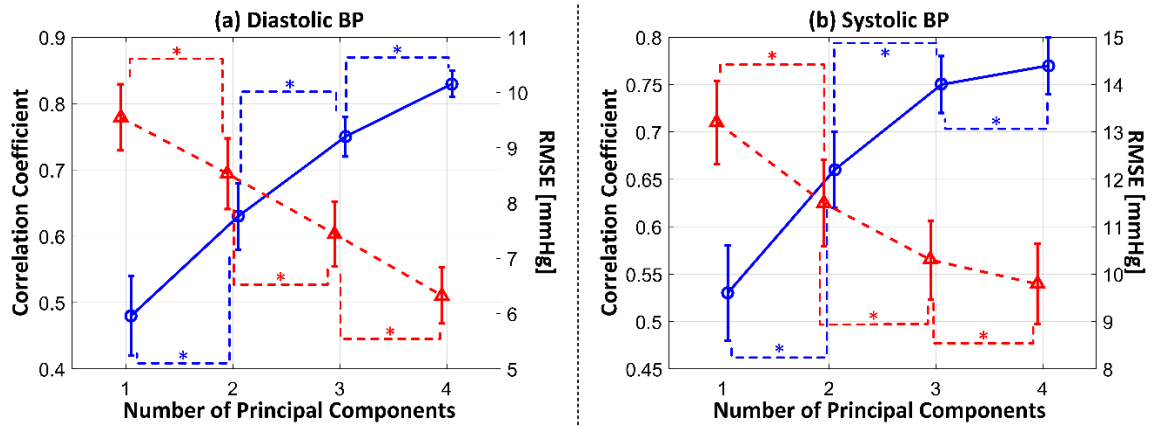 (a) Diastolic BP
Correlation Coefficient
0.9
0.8
0.7
0.6
0.5
0.4
11
10
9
8
7
6
5
RMSE [mmHg]
1 2 3 4
Number of Principal Components
* * *
* * *
(b) Systolic BP
Correlation Coefficient
0.8
0.75
0.7
0.65
0.6
0.55
0.5
0.45
15
14
13
12
11
10
9
8
RMSE [mmHg]
1 2 3 4
Number of Principal Components
* * *
* * *